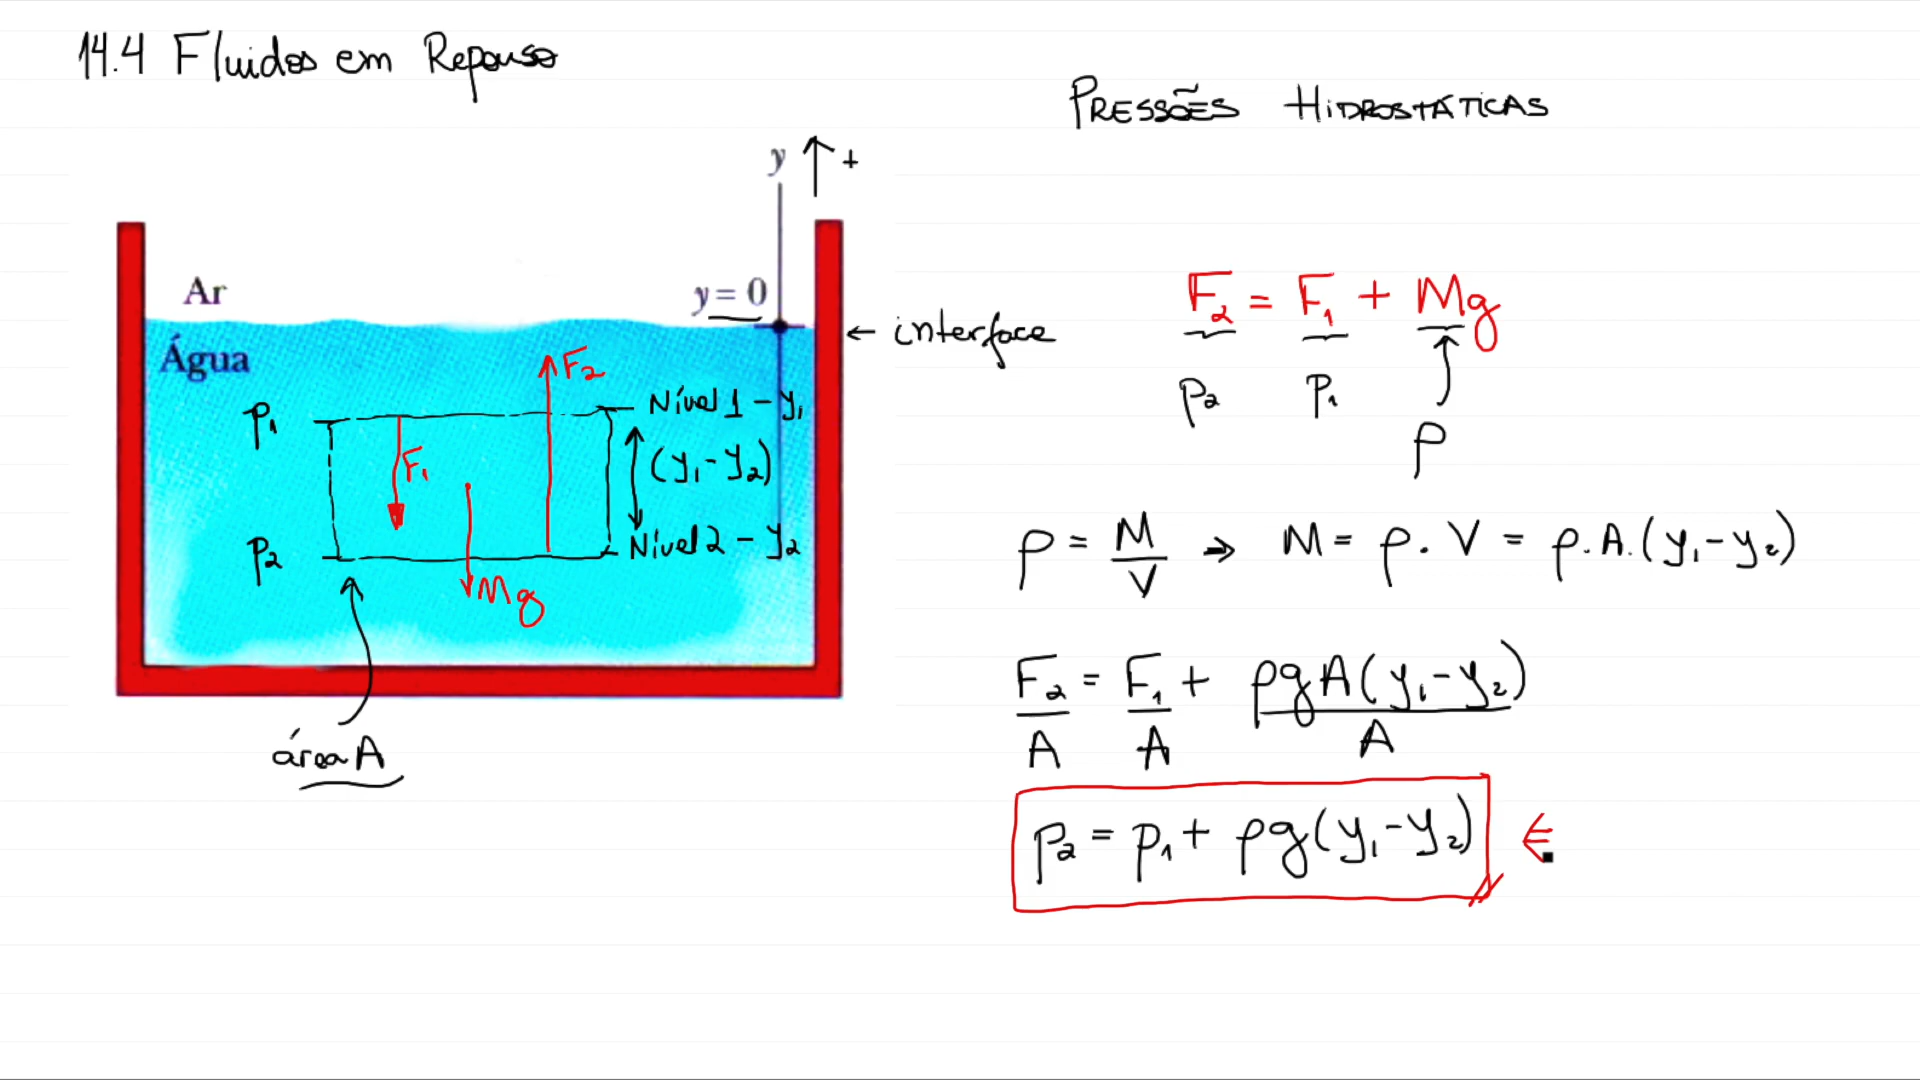 14.4 Fluidos em Repouso
PRESSÕES HIDROSTÁTICAS
y ↑ +
Ar
y = 0
← interface
Água
F₂
p₁
Nível 1 - y₁
F₁
(y₁-y₂)
p₂
Nível 2 - y₂
Mg
área A
F₂ = F₁ + Mg
p₂ p₁ ρ
ρ = M/V → M = ρ. V = ρ.A.(y₁-y₂)
F₂/A = F₁/A + ρgA(y₁-y₂)/A
p₂ = p₁ + ρg(y₁-y₂)